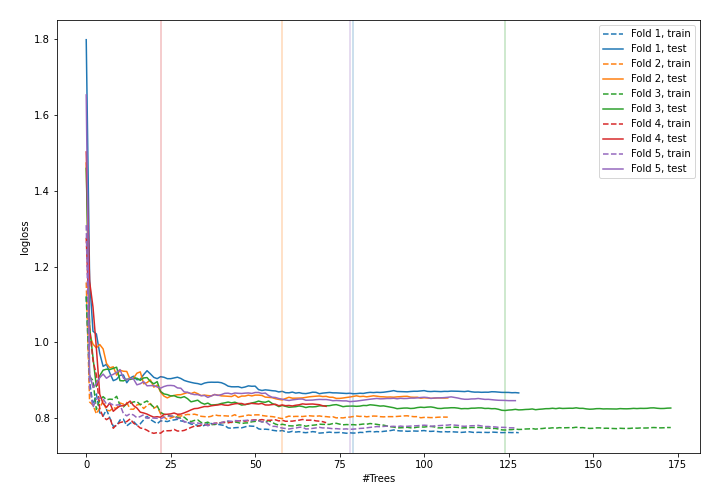 1.8
1.6
1.4
1.2
1.0
0.8
logloss
0
25
50
75
100
125
150
175
#Trees
Fold 1, train
Fold 1, test
Fold 2, train
Fold 2, test
Fold 3, train
Fold 3, test
Fold 4, train
Fold 4, test
Fold 5, train
Fold 5, test